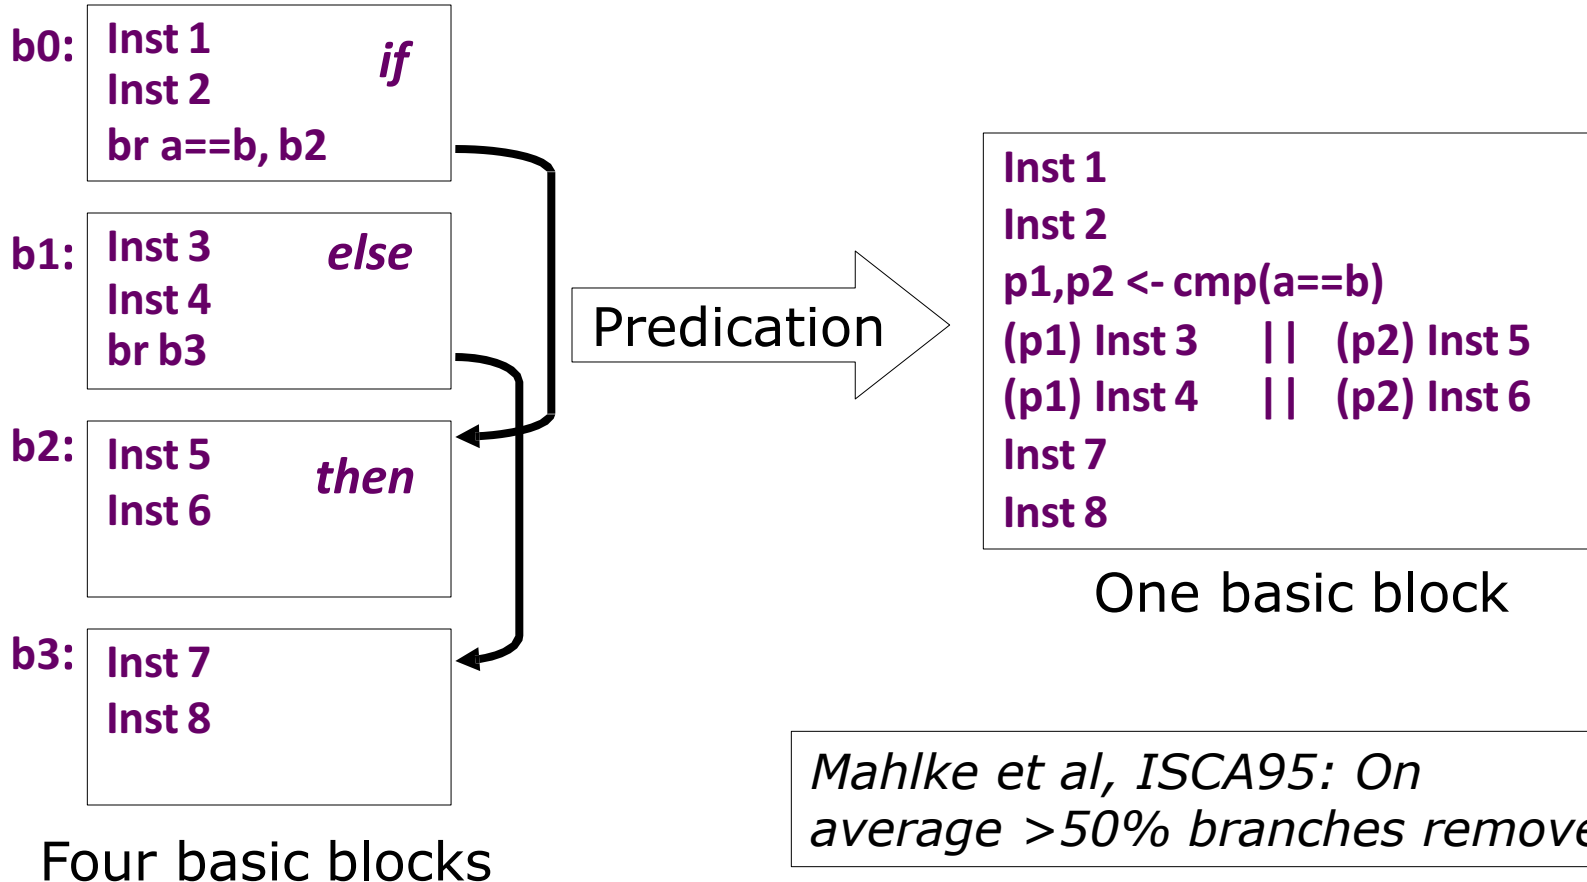 b0:
Inst 1
if
Inst 2
br a==b, b2
b1:
Inst 3
else
Inst 4
br b3
b2:
Inst 5
then
Inst 6
b3:
Inst 7
Inst 8
Four basic blocks
Predication
Inst 1
Inst 2
p1,p2 <- cmp(a==b)
(p1) Inst 3 || (p2) Inst 5
(p1) Inst 4 || (p2) Inst 6
Inst 7
Inst 8
One basic block
Mahlke et al, ISCA95: On
average >50% branches remove